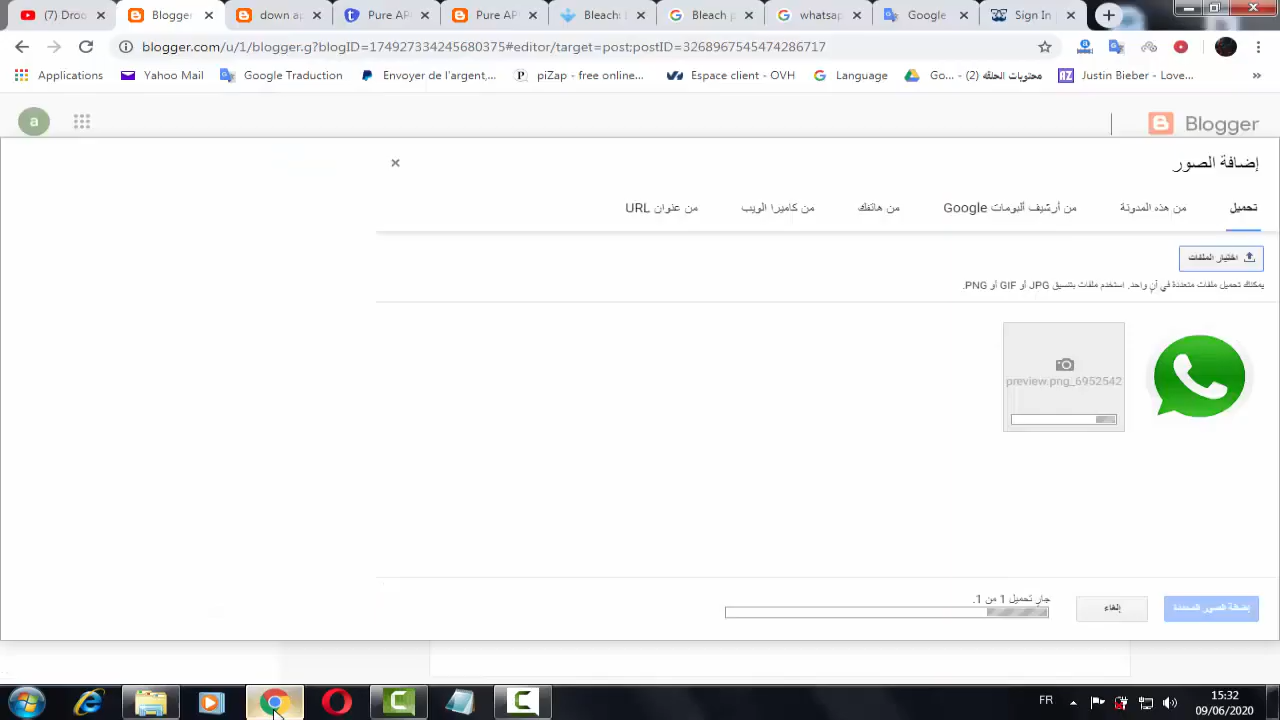 (7) Droc
Blogger
down ap
Pure AP
Pure AP
Bleach
Bleach p
whatsap
Google
Sign In
blogger.com/u/1/blogger.g?blogID=174927334245680075#editor/target=post;postID=3268967545474286717
Applications
Yahoo Mail
Google Traduction
Envoyer de l'argent,...
piZap - free online...
Espace client - OVH
Language
محتويات الحلقه (2) - Go...
Justin Bieber - Love...
»
a
Blogger
إضافة الصور
×
تحميل
من هذه المدونة
من أرشيف ألبومات Google
من هاتفك
من كاميرا الويب
من عنوان URL
اختيار الملفات
يمكنك تحميل ملفات متعددة في آنٍ واحد. استخدم ملفات بتنسيق JPG أو GIF أو PNG.
preview.png_6952542
جارٍ تحميل 1 من 1.
إضافة الصور المحددة
إلغاء
FR
15:32
09/06/2020